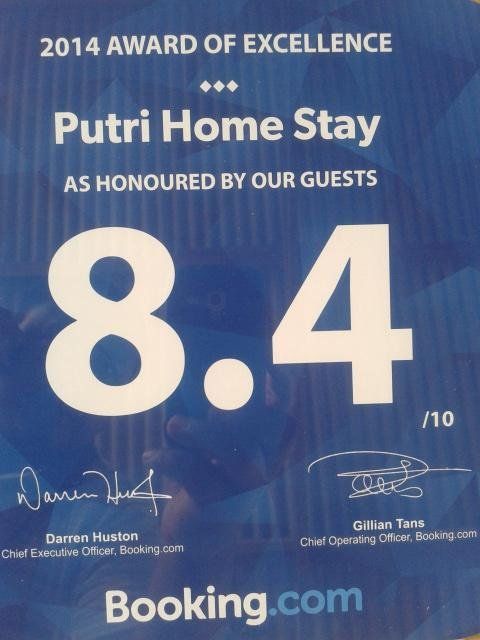 2014 AWARD OF EXCELLENCE
Putri Home Stay
AS HONOURED BY OUR GUESTS
8.4
/10
Darren Huston
Gillian Tans
Chief Executive Officer, Booking.com
Chief Operating Officer, Booking.com
Booking.com